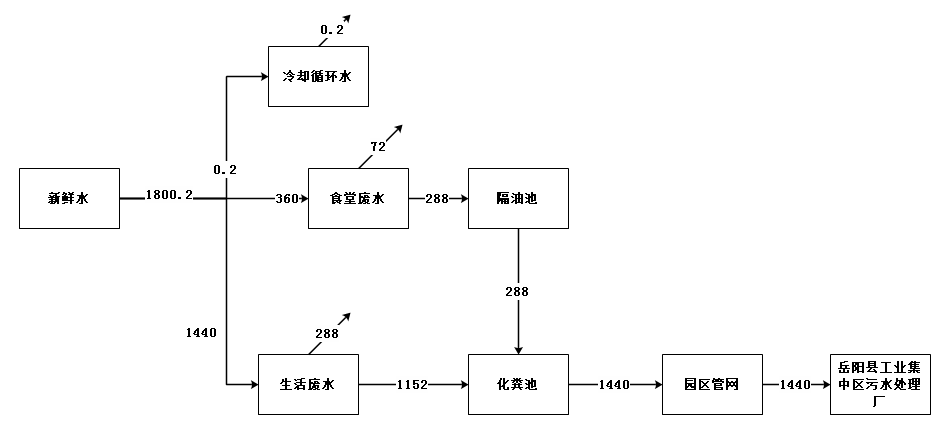 0.2
冷却循环水
0.2
72
新鲜水
1800.2
360
食堂废水
288
隔油池
288
1440
288
生活废水
1152
化粪池
1440
园区管网
1440
岳阳县工业集
中区污水处理
厂